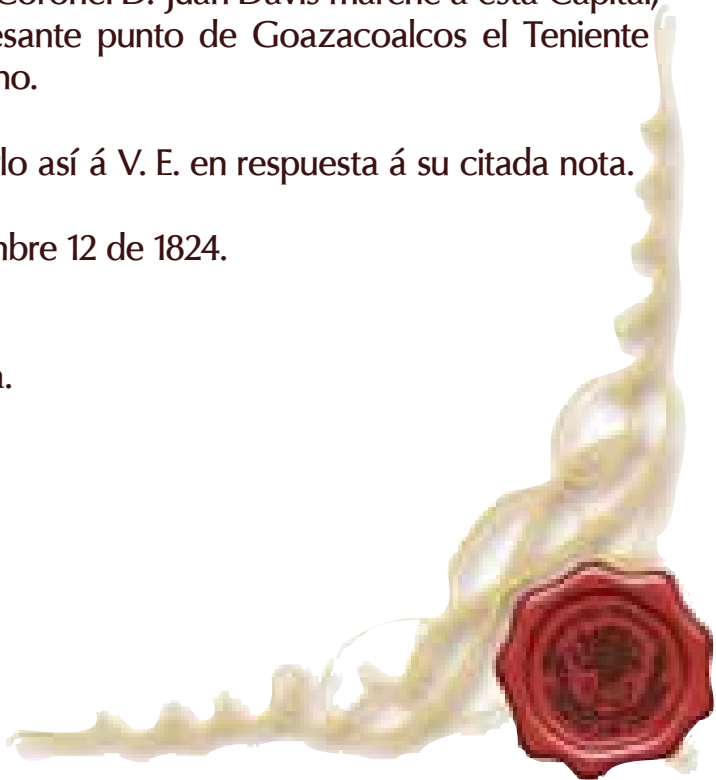 Coronel D. Juan Davis marche á esta Capital,
esante punto de Goazacoalcos el Teniente
no.
lo así á V. E. en respuesta á su citada nota.
mbre 12 de 1824.
a.